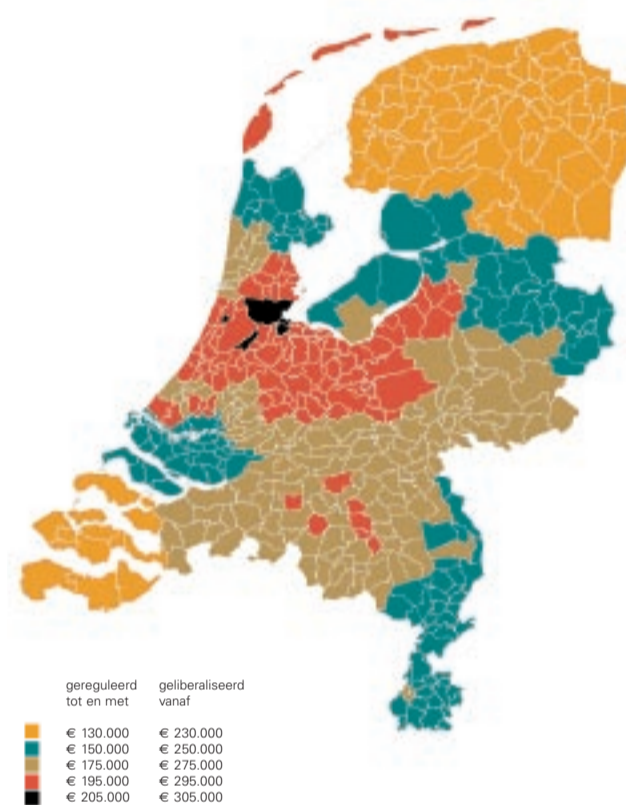 gereguleerd geliberaliseerd
tot en met vanaf
€ 130.000 € 230.000
€ 150.000 € 250.000
€ 175.000 € 275.000
€ 195.000 € 295.000
€ 205.000 € 305.000